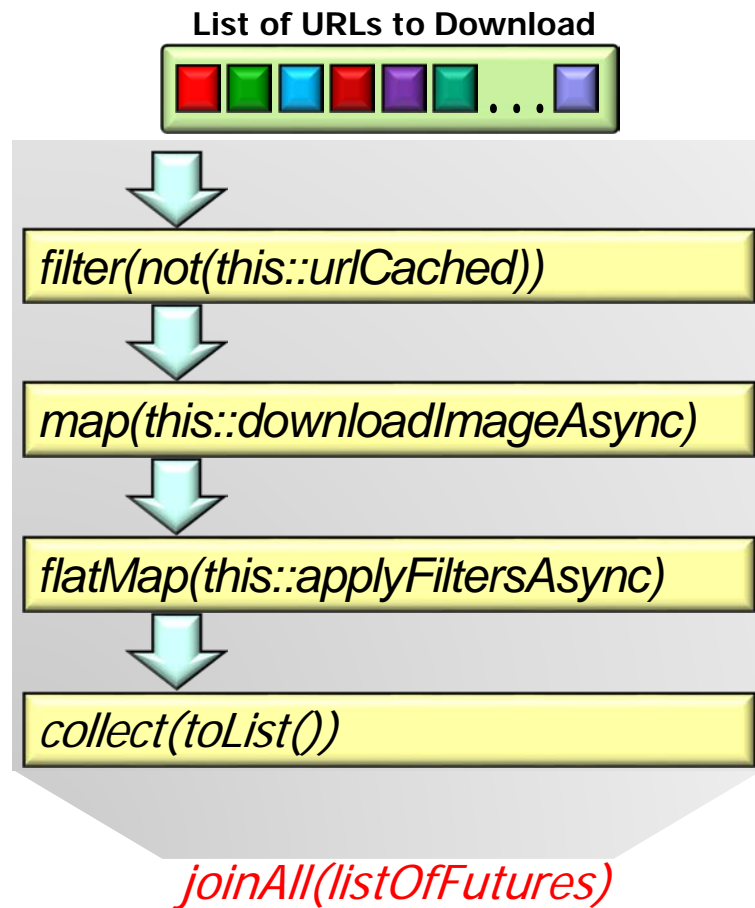 List of URLs to Download
...
filter(not(this::urlCached))
map(this::downloadImageAsync)
flatMap(this::applyFiltersAsync)
collect(toList())
joinAll(listOfFutures)